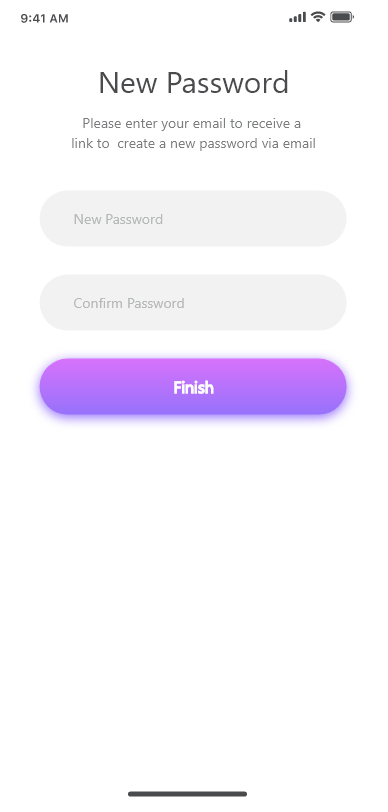 9:41 AM
New Password
Please enter your email to receive a
link to  create a new password via email
New Password
Confirm Password
Finish